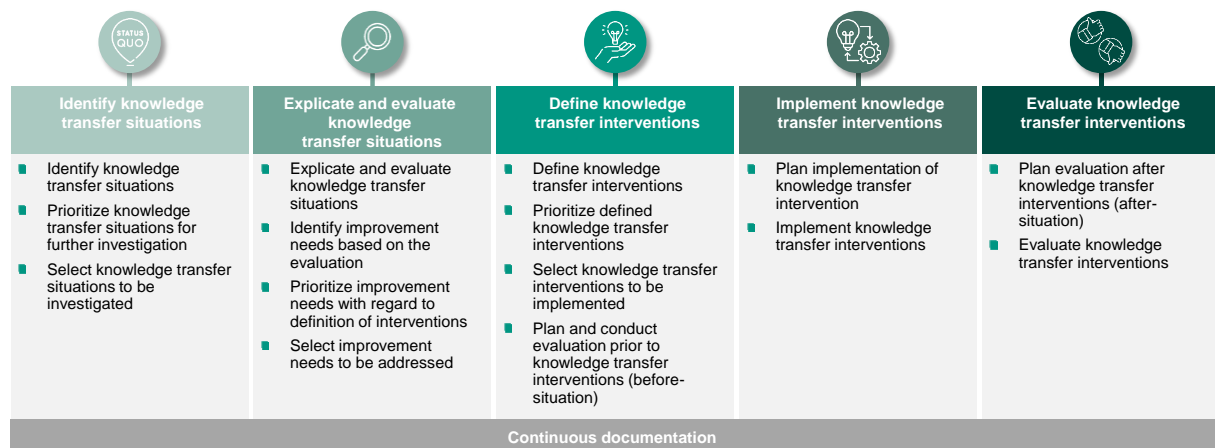 STATUS
QUO
Identify knowledge
transfer situations
Identify knowledge
transfer situations
Prioritize knowledge
transfer situations for
further investigation
Select knowledge transfer
situations to be
investigated
Explicate and evaluate
knowledge
transfer situations
Explicate and evaluate
knowledge transfer
situations
Identify improvement
needs based on the
evaluation
Prioritize improvement
needs with regard to
definition of interventions
Select improvement
needs to be addressed
Define knowledge
transfer interventions
Define knowledge
transfer interventions
Prioritize defined
knowledge transfer
interventions
Select knowledge transfer
interventions to be
implemented
Plan and conduct
evaluation prior to
knowledge transfer
interventions (before-
situation)
Implement knowledge
transfer interventions
Plan implementation of
knowledge transfer
intervention
Implement knowledge
transfer interventions
Evaluate knowledge
transfer interventions
Plan evaluation after
knowledge transfer
interventions (after-
situation)
Evaluate knowledge
transfer interventions
Continuous documentation